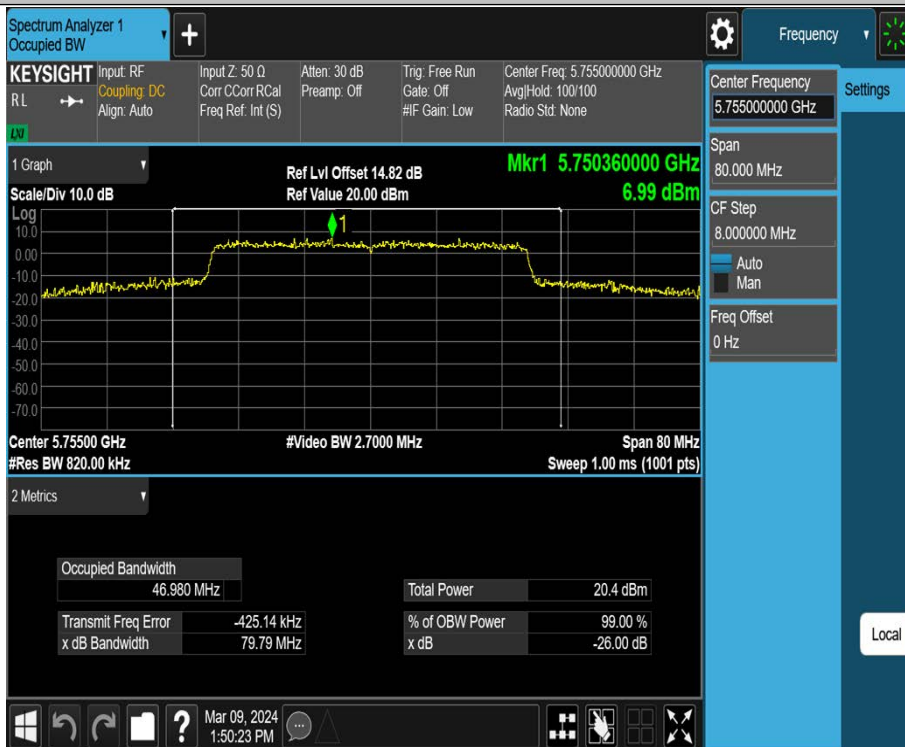 Spectrum Analyzer 1
Occupied BW
Frequency
KEYSIGHT
RL
LXI
Input: RF
Coupling: DC
Align: Auto
Input Z: 50 Ω
Corr CCorr RCal
Freq Ref: Int (S)
Atten: 30 dB
Preamp: Off
Trig: Free Run
Gate: Off
#IF Gain: Low
Center Freq: 5.755000000 GHz
Avg|Hold: 100/100
Radio Std: None
Center Frequency
5.755000000 GHz
Settings
Span
80.000 MHz
CF Step
8.000000 MHz
Auto
Man
Freq Offset
0 Hz
1 Graph
Scale/Div 10.0 dB
Ref Lvl Offset 14.82 dB
Ref Value 20.00 dBm
Mkr1 5.750360000 GHz
6.99 dBm
Log
10.0
0.00
-10.0
-20.0
-30.0
-40.0
-50.0
-60.0
-70.0
1
Center 5.75500 GHz
#Res BW 820.00 kHz
#Video BW 2.7000 MHz
Span 80 MHz
Sweep 1.00 ms (1001 pts)
2 Metrics
Occupied Bandwidth
46.980 MHz
Total Power 20.4 dBm
Transmit Freq Error -425.14 kHz
% of OBW Power 99.00 %
x dB Bandwidth 79.79 MHz
x dB -26.00 dB
Local
?
Mar 09, 2024
1:50:23 PM